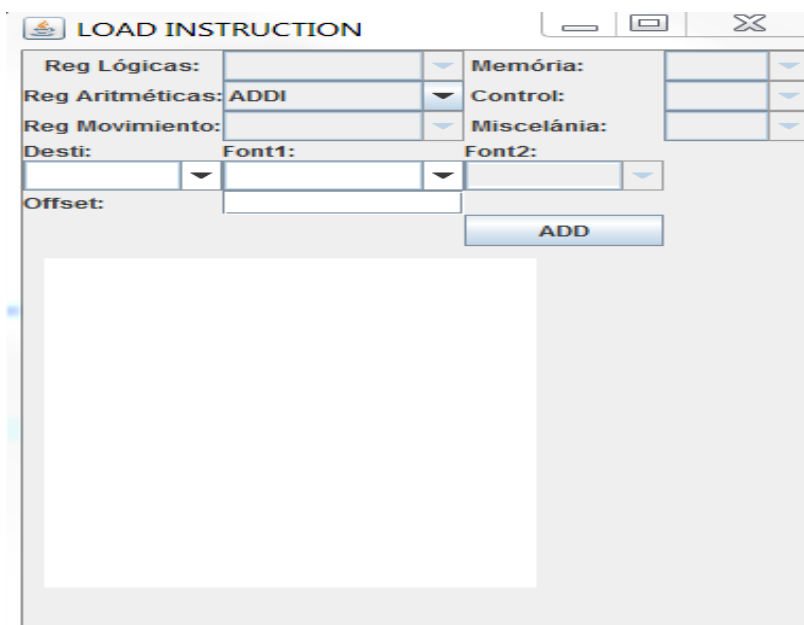 LOAD INSTRUCTION
Reg Lógicas: Memória:
Reg Aritméticas: ADDI Control:
Reg Movimiento: Miscelánia:
Desti: Font1: Font2:
Offset:
ADD